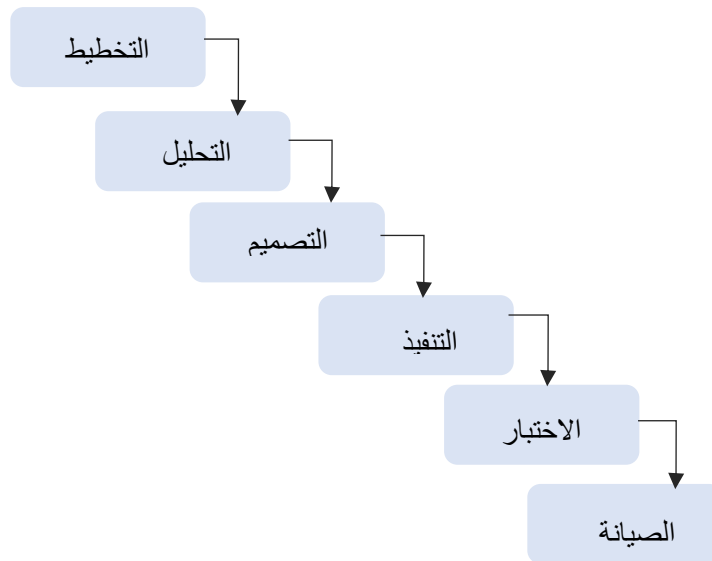 التخطيط
التحليل
التصميم
التنفيذ
الاختبار
الصيانة